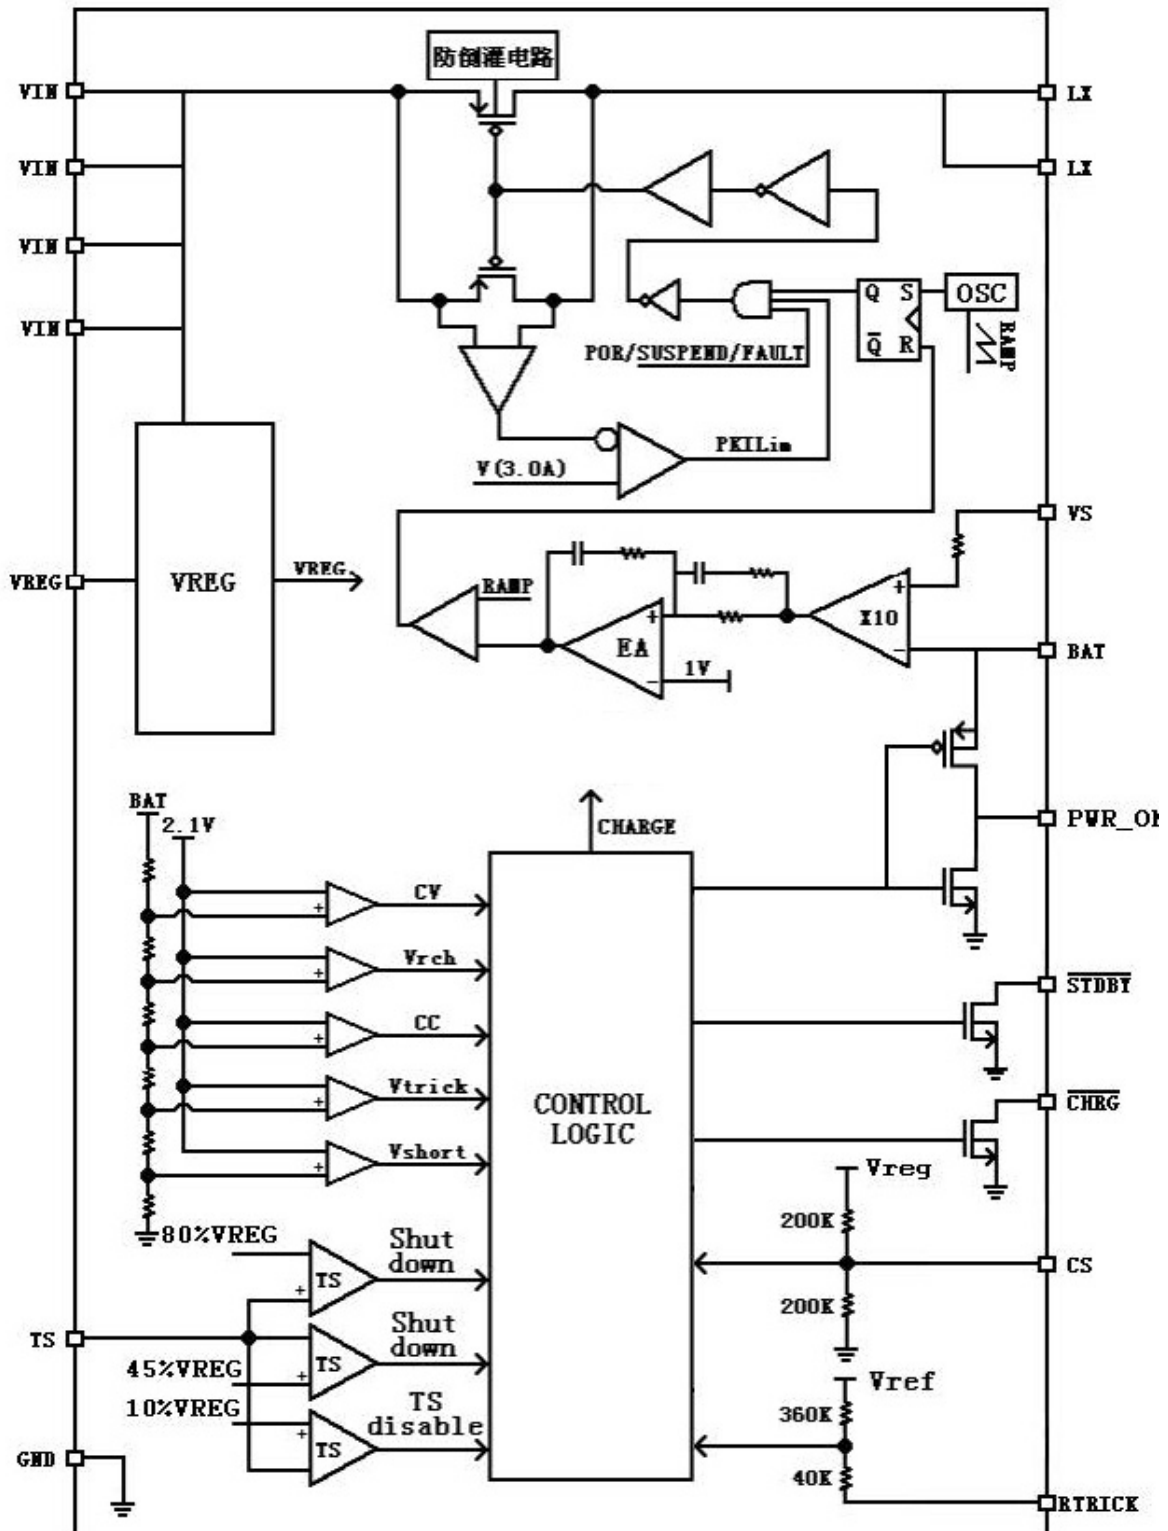 防倒灌电路
VIN
LX
VIN
LX
VIN
VIN
Q S
OSC
Q R
RAMP
POR/SUSPEND/FAULT
PKILim
V(3.0A)
VS
VREG
VREG
VREG
RAMP
+
X10
+
EA
-
BAT
1V
-
BAT
2.1V
CHARGE
PWR_ON
CV
+
Vrch
+
STDBY
CC
+
Vtrick
+
CONTROL
LOGIC
CHRG
Vshort
+
Vreg
200K
80%VREG
Shut
down
TS
+
CS
200K
TS
Shut
down
45%VREG
+
TS
Vref
10%VREG
TS
disable
360K
+
TS
GND
40K
RTRICK